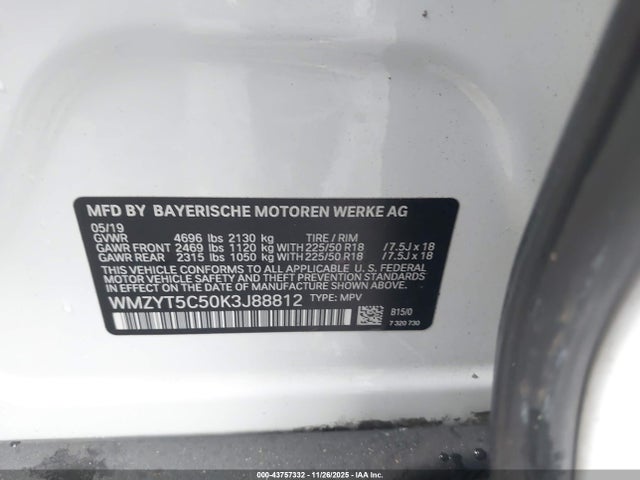 MFD BY BAYERISCHE MOTOREN WERKE AG
05/19
GVWR 4696 lbs 2130 kg TIRE / RIM
GAWR FRONT 2469 lbs 1120 kg WITH 225/50 R18 /7.5J x 18
GAWR REAR 2315 lbs 1050 kg WITH 225/50 R18 /7.5J x 18
THIS VEHICLE CONFORMS TO ALL APPLICABLE U.S. FEDERAL
MOTOR VEHICLE SAFETY AND THEFT PREVENTION STANDARDS
IN EFFECT ON THE DATE OF MANUFACTURE SHOWN ABOVE.
WMZYT5C50K3J88812 TYPE: MPV
B15/0
7 320 730
000-43757332 - 11/26/2025 - IAA Inc.